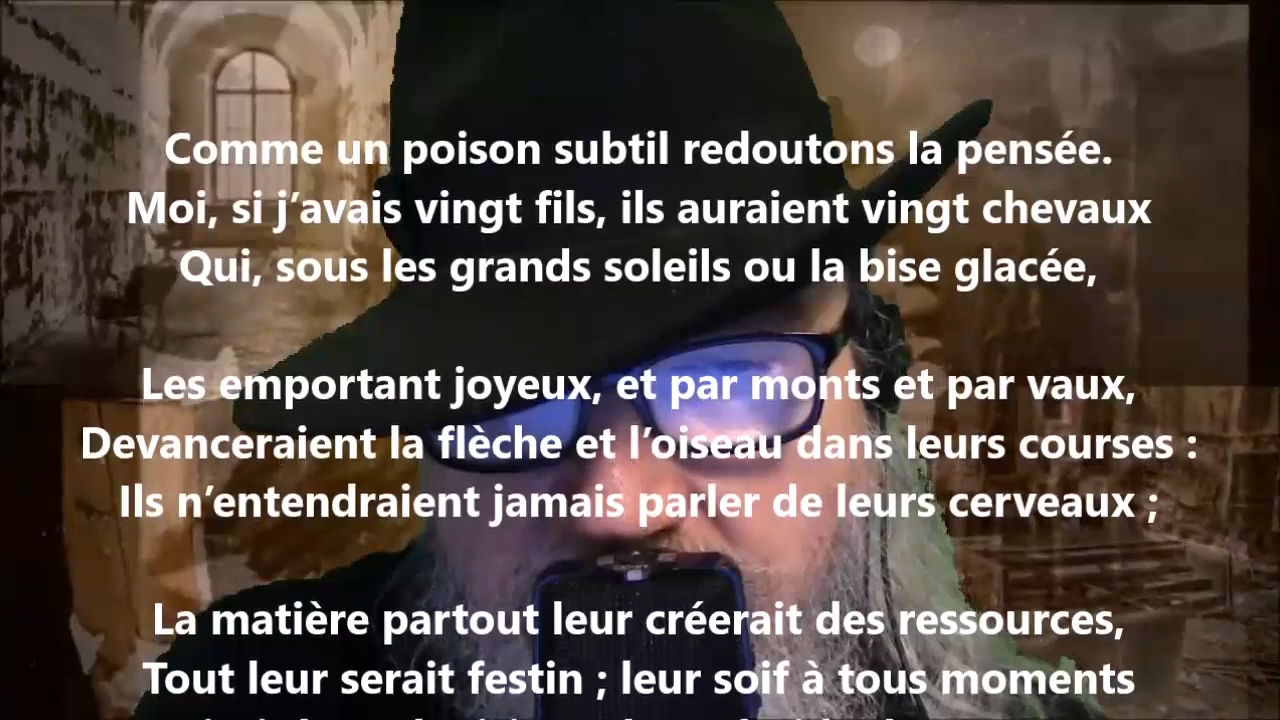 Comme un poison subtil redoutons la pensée.
Moi, si j’avais vingt fils, ils auraient vingt chevaux
Qui, sous les grands soleils ou la bise glacée,
Les emportant joyeux, et par monts et par vaux,
Devanceraient la flèche et l’oiseau dans leurs courses :
Ils n’entendraient jamais parler de leurs cerveaux ;
La matière partout leur créerait des ressources,
Tout leur serait festin ; leur soif à tous moments